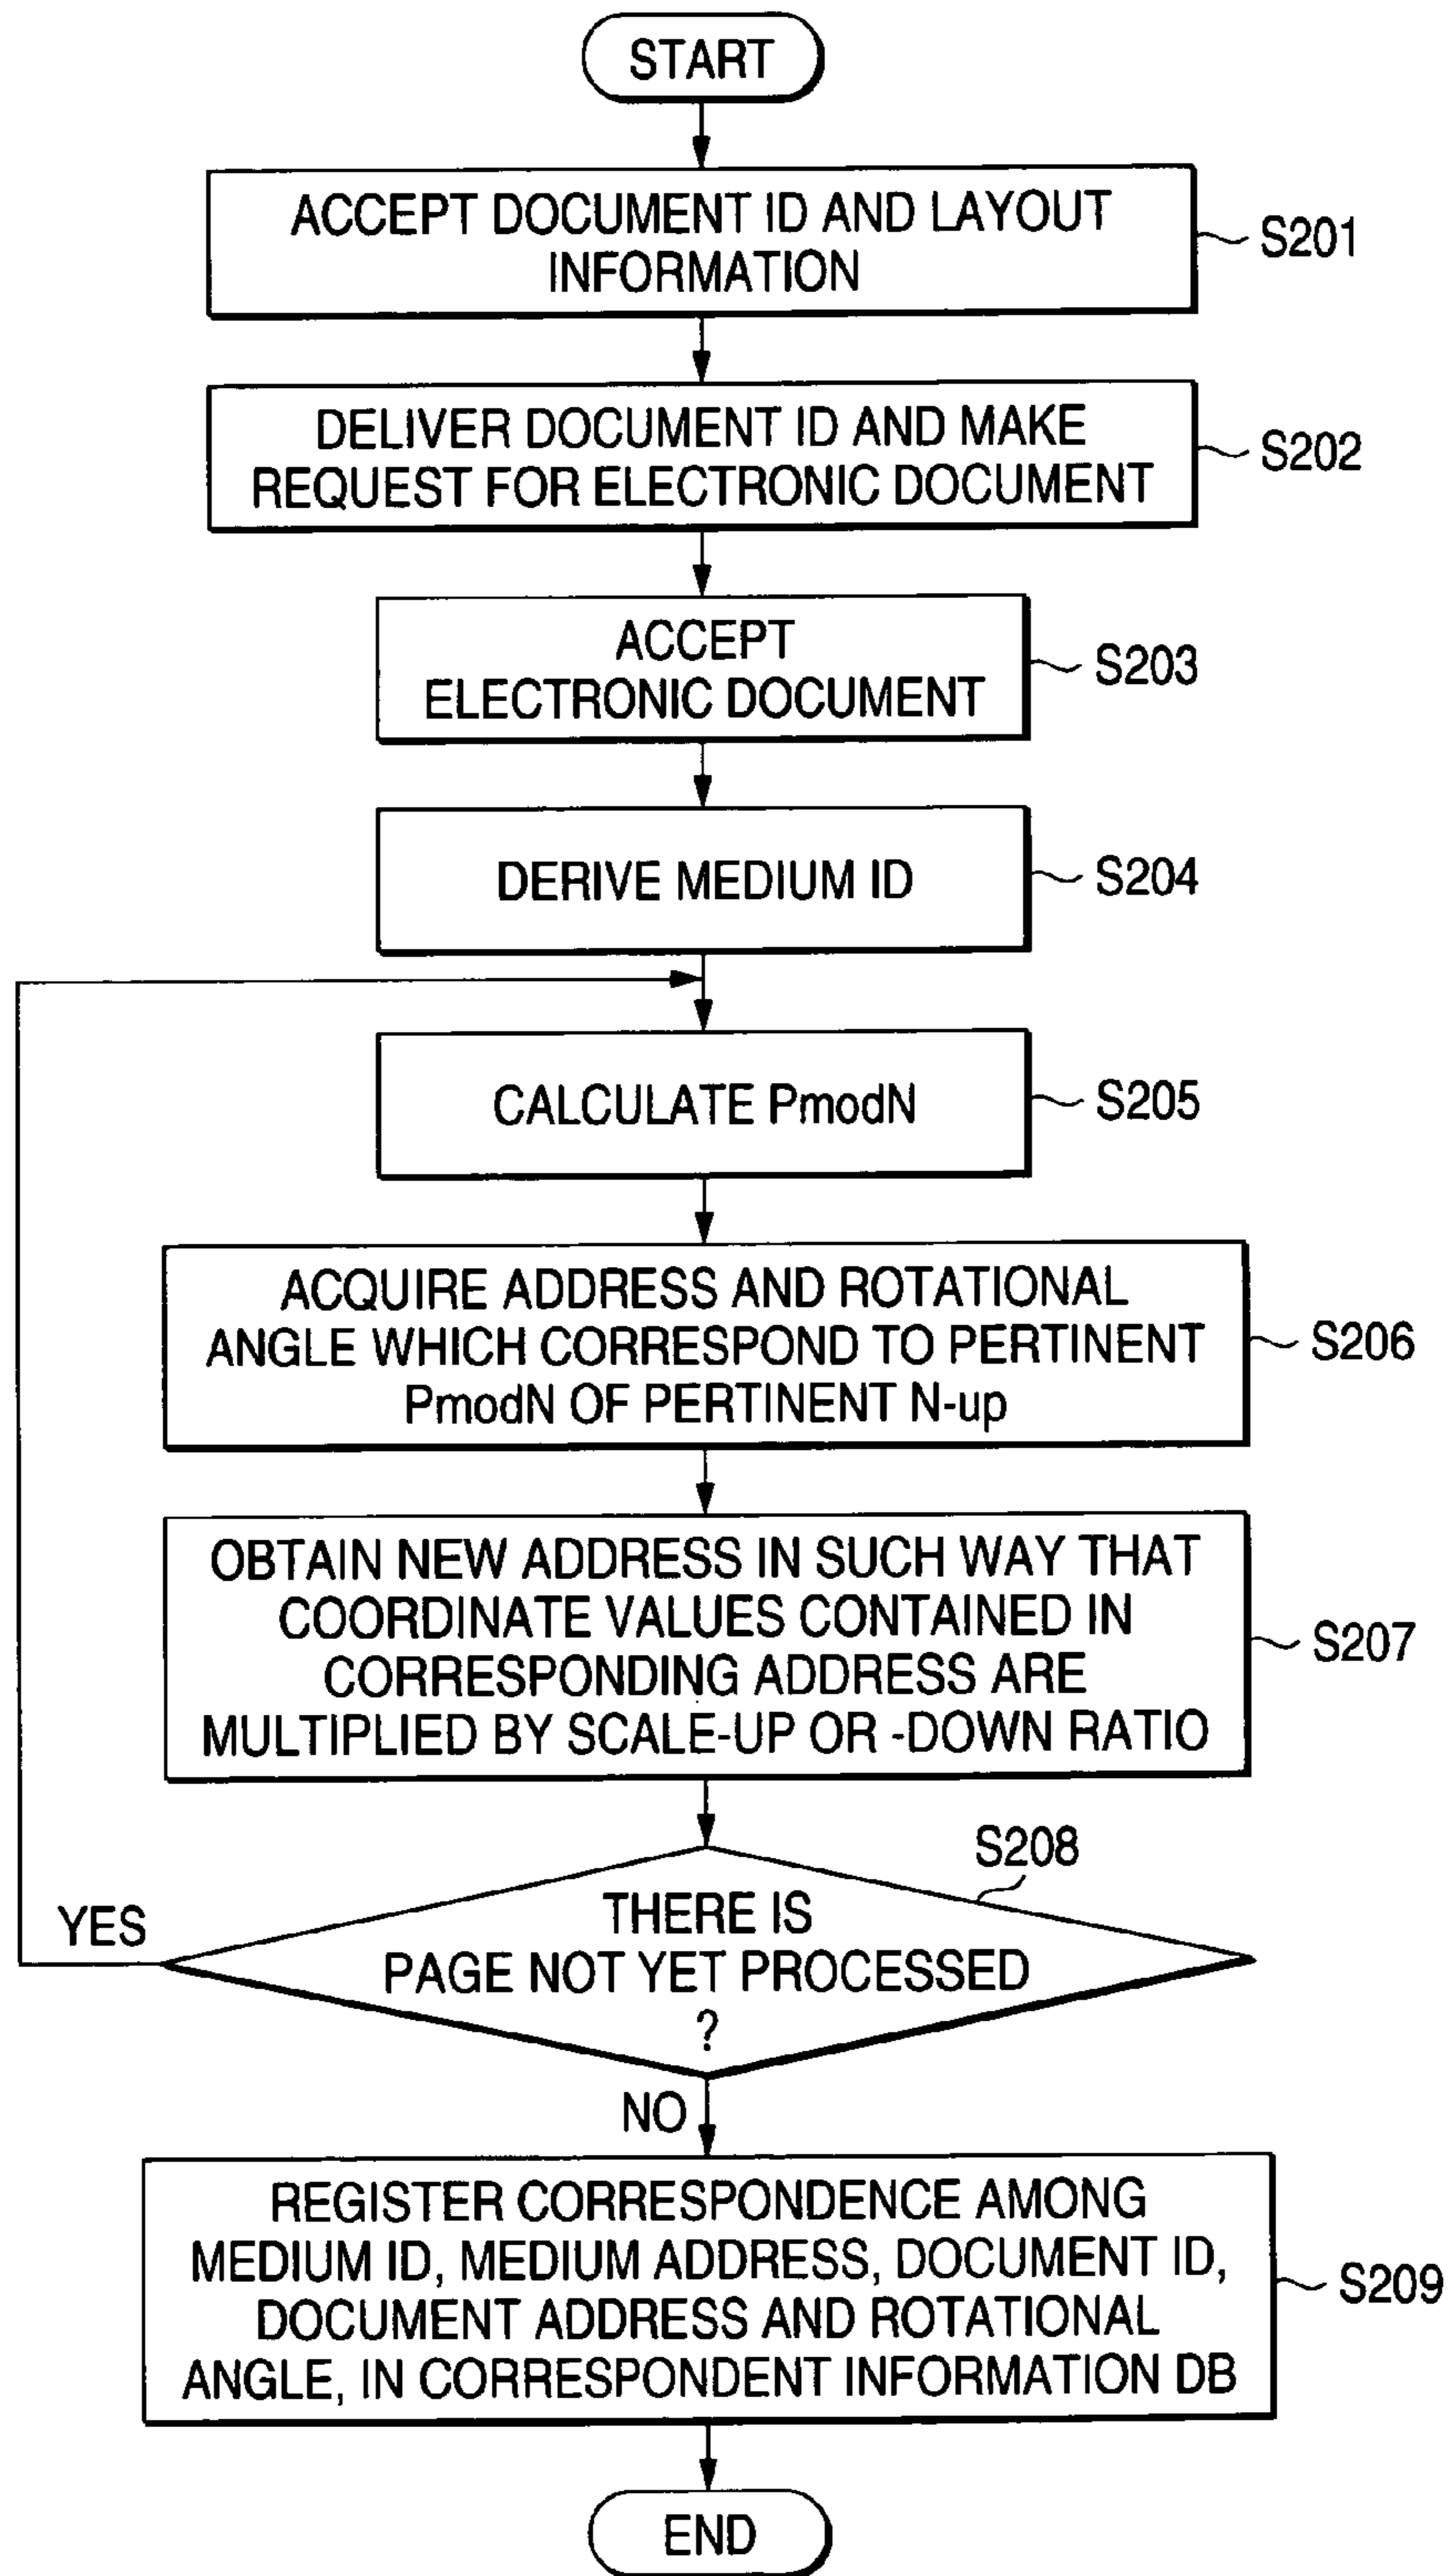 START
ACCEPT DOCUMENT ID AND LAYOUT
INFORMATION
S201
DELIVER DOCUMENT ID AND MAKE
REQUEST FOR ELECTRONIC DOCUMENT
S202
ACCEPT
ELECTRONIC DOCUMENT
S203
DERIVE MEDIUM ID
S204
CALCULATE PmodN
S205
ACQUIRE ADDRESS AND ROTATIONAL
ANGLE WHICH CORRESPOND TO PERTINENT
PmodN OF PERTINENT N-up
S206
OBTAIN NEW ADDRESS IN SUCH WAY THAT
COORDINATE VALUES CONTAINED IN
CORRESPONDING ADDRESS ARE
MULTIPLIED BY SCALE-UP OR -DOWN RATIO
S207
S208
YES
THERE IS
PAGE NOT YET PROCESSED
?
NO
REGISTER CORRESPONDENCE AMONG
MEDIUM ID, MEDIUM ADDRESS, DOCUMENT ID,
DOCUMENT ADDRESS AND ROTATIONAL
ANGLE, IN CORRESPONDENT INFORMATION DB
S209
END